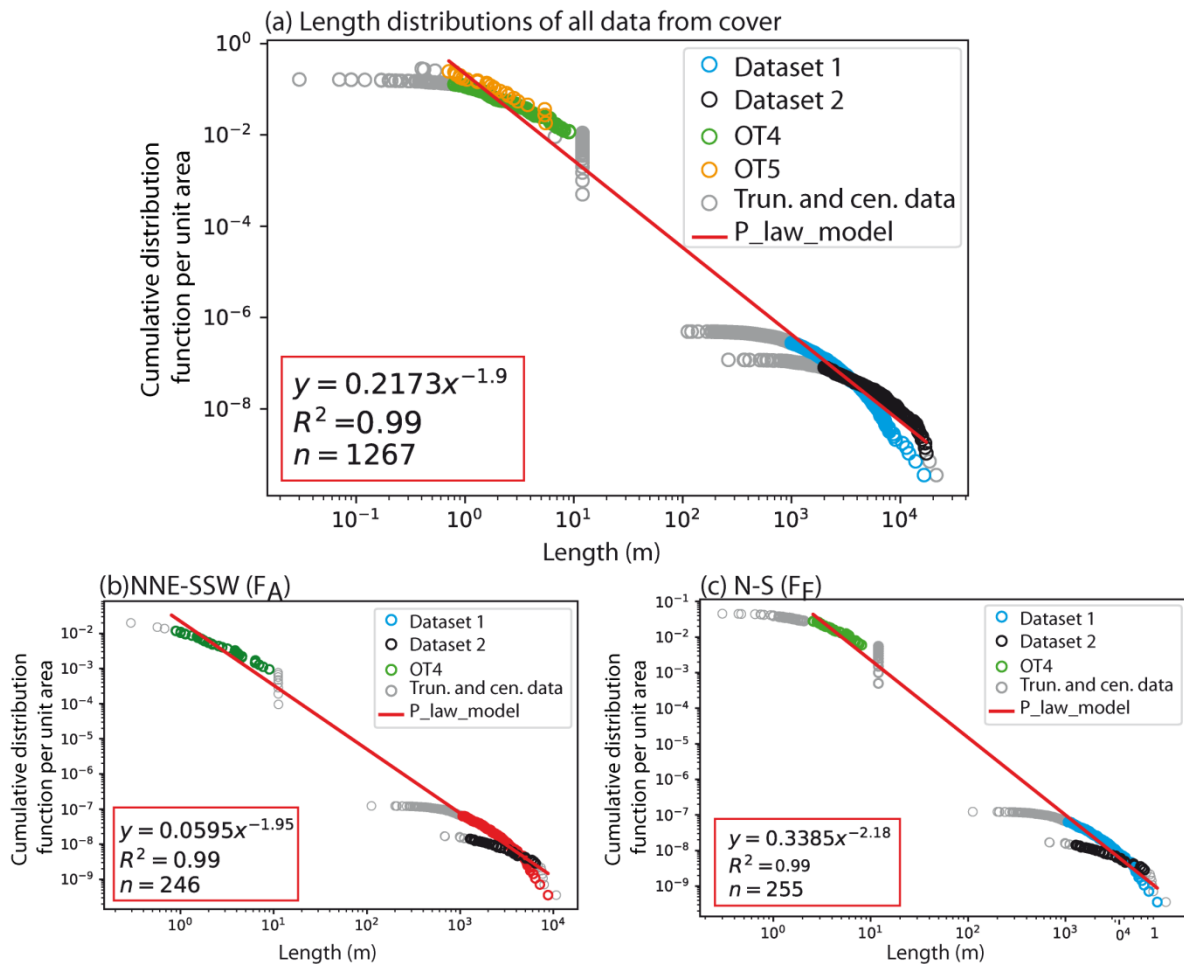 (a) Length distributions of all data from cover
Cumulative distribution
function per unit area
10⁰
10⁻²
10⁻⁴
10⁻⁶
10⁻⁸
Dataset 1
Dataset 2
OT4
OT5
Trun. and cen. data
P_law_model
y = 0.2173x⁻¹·⁹
R² =0.99
n = 1267
10⁻¹ 10⁰ 10¹ 10² 10³ 10⁴
Length (m)
(b)NNE-SSW (F_A)
Cumulative distribution
function per unit area
10⁻²
10⁻³
10⁻⁴
10⁻⁵
10⁻⁶
10⁻⁷
10⁻⁸
10⁻⁹
Dataset 1
Dataset 2
OT4
Trun. and cen. data
P_law_model
y = 0.0595x⁻¹·⁹⁵
R² = 0.99
n = 246
10⁰ 10¹ 10² 10³ 10⁴
Length (m)
(c) N-S (F_F)
Cumulative distribution
function per unit area
10⁻¹
10⁻²
10⁻³
10⁻⁴
10⁻⁵
10⁻⁶
10⁻⁷
10⁻⁸
10⁻⁹
Dataset 1
Dataset 2
OT4
Trun. and cen. data
P_law_model
y = 0.3385x⁻²·¹⁸
R² = 0.99
n = 255
10⁰ 10¹ 10² 10³ 0⁴ 1
Length (m)